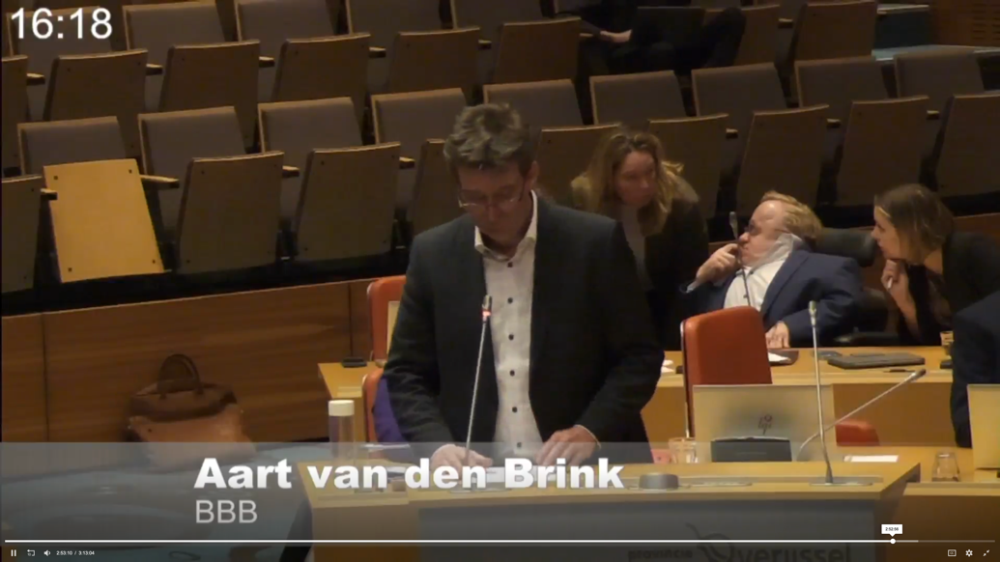 16:18
Aart van den Brink
BBB
provincie Overijssel
2:52:56
2:53:10 / 3:13:04